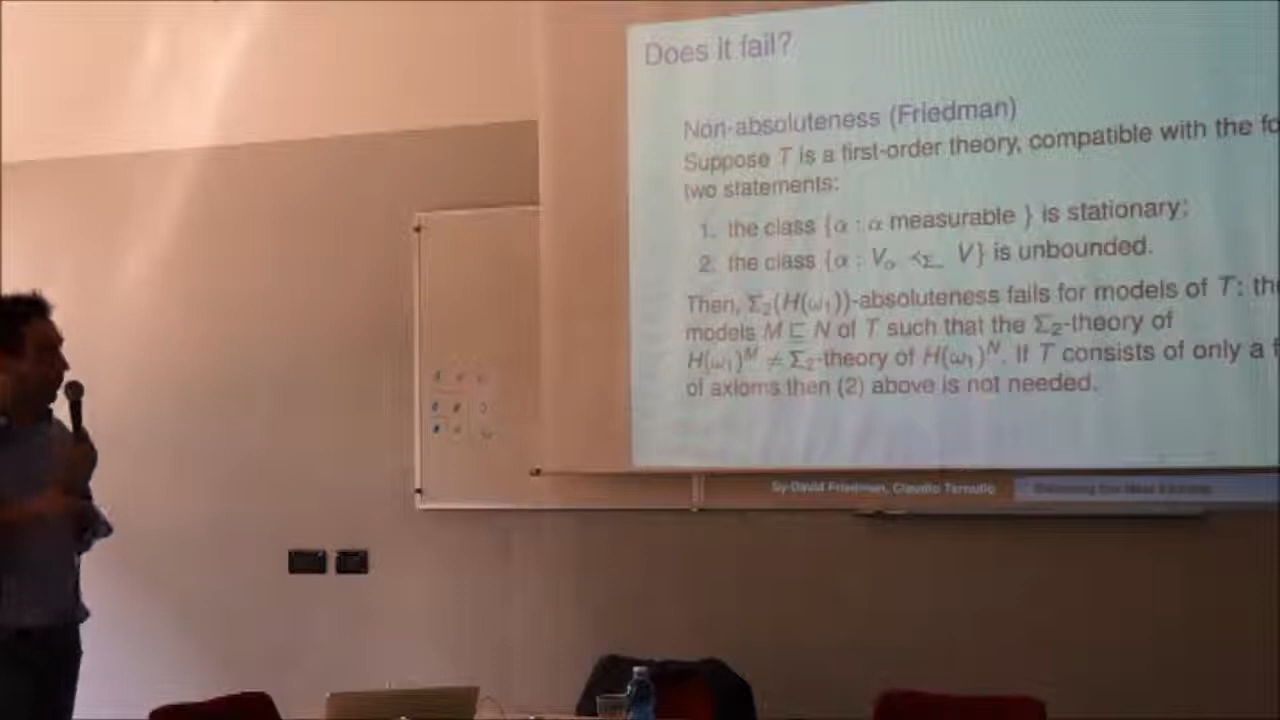 Does it fail?
Non-absoluteness (Friedman)
Suppose T is a first-order theory, compatible with the fo
two statements:
1. the class {α : α measurable } is stationary;
2. the class {α : Vα ≺Σ V} is unbounded.
Then, Σ2(H(ω1))-absoluteness fails for models of T: the
models M ⊑ N of T such that the Σ2-theory of
H(ω1)^M ≠ Σ2-theory of H(ω1)^N. If T consists of only a f
of axioms then (2) above is not needed.
Sy-David Friedman, Claudio Ternullo